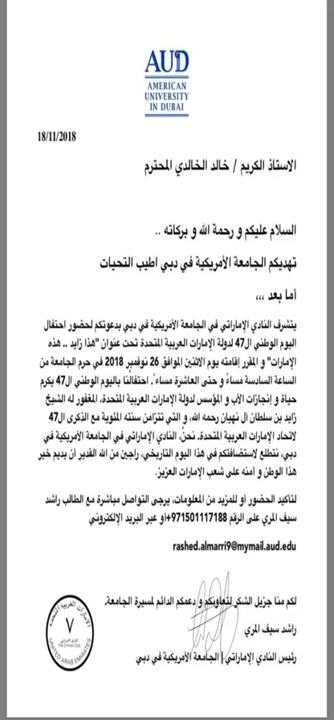 AUD
AMERICAN
UNIVERSITY
IN DUBAI
18/11/2018
الاستاذ الكريم / خالد الخالدي المحترم
السلام عليكم و رحمة الله و بركاته ..
تهديكم الجامعة الأمريكية في دبي اطيب التحيات
أما بعد ،،،
يتشرف النادي الإماراتي في الجامعة الأمريكية في دبي بدعوتكم لحضور احتفال
اليوم الوطني ال47 لدولة الإمارات العربية المتحدة تحت عنوان "هذا زايد .. هذه
الإمارات" و المقرر إقامته يوم الاثنين الموافق 26 نوفمبر 2018 في حرم الجامعة من
الساعة السادسة مساءً و حتى العاشرة مساءً. احتفالنا باليوم الوطني ال47 يكرم
حياة و إنجازات الأب و المؤسس لدولة الإمارات العربية المتحدة، المغفور له الشيخ
زايد بن سلطان ال نهيان رحمه الله، و التي تتزامن سنته المئوية مع الذكرى ال47
لاتحاد الإمارات العربية المتحدة. نحن، النادي الإماراتي في الجامعة الأمريكية في
دبي، نتطلع لاستضافتكم في هذا اليوم التاريخي، راجين من الله القدير أن يديم خير
هذا الوطن و أمنه على شعب الإمارات العزيز.
لتأكيد الحضور أو للمزيد من المعلومات، يرجى التواصل مباشرة مع الطالب راشد
سيف المري على الرقم 971501117188+او عبر البريد الإلكتروني
rashed.almarri9@mymail.aud.edu
لكم منا جزيل الشكر لتعاونكم و دعمكم الدائم لمسيرة الجامعة.
راشد سيف المري
رئيس النادي الإماراتي | الجامعة الأمريكية في دبي
الإمارات العربية المتحدة
UNITED ARAB EMIRATES